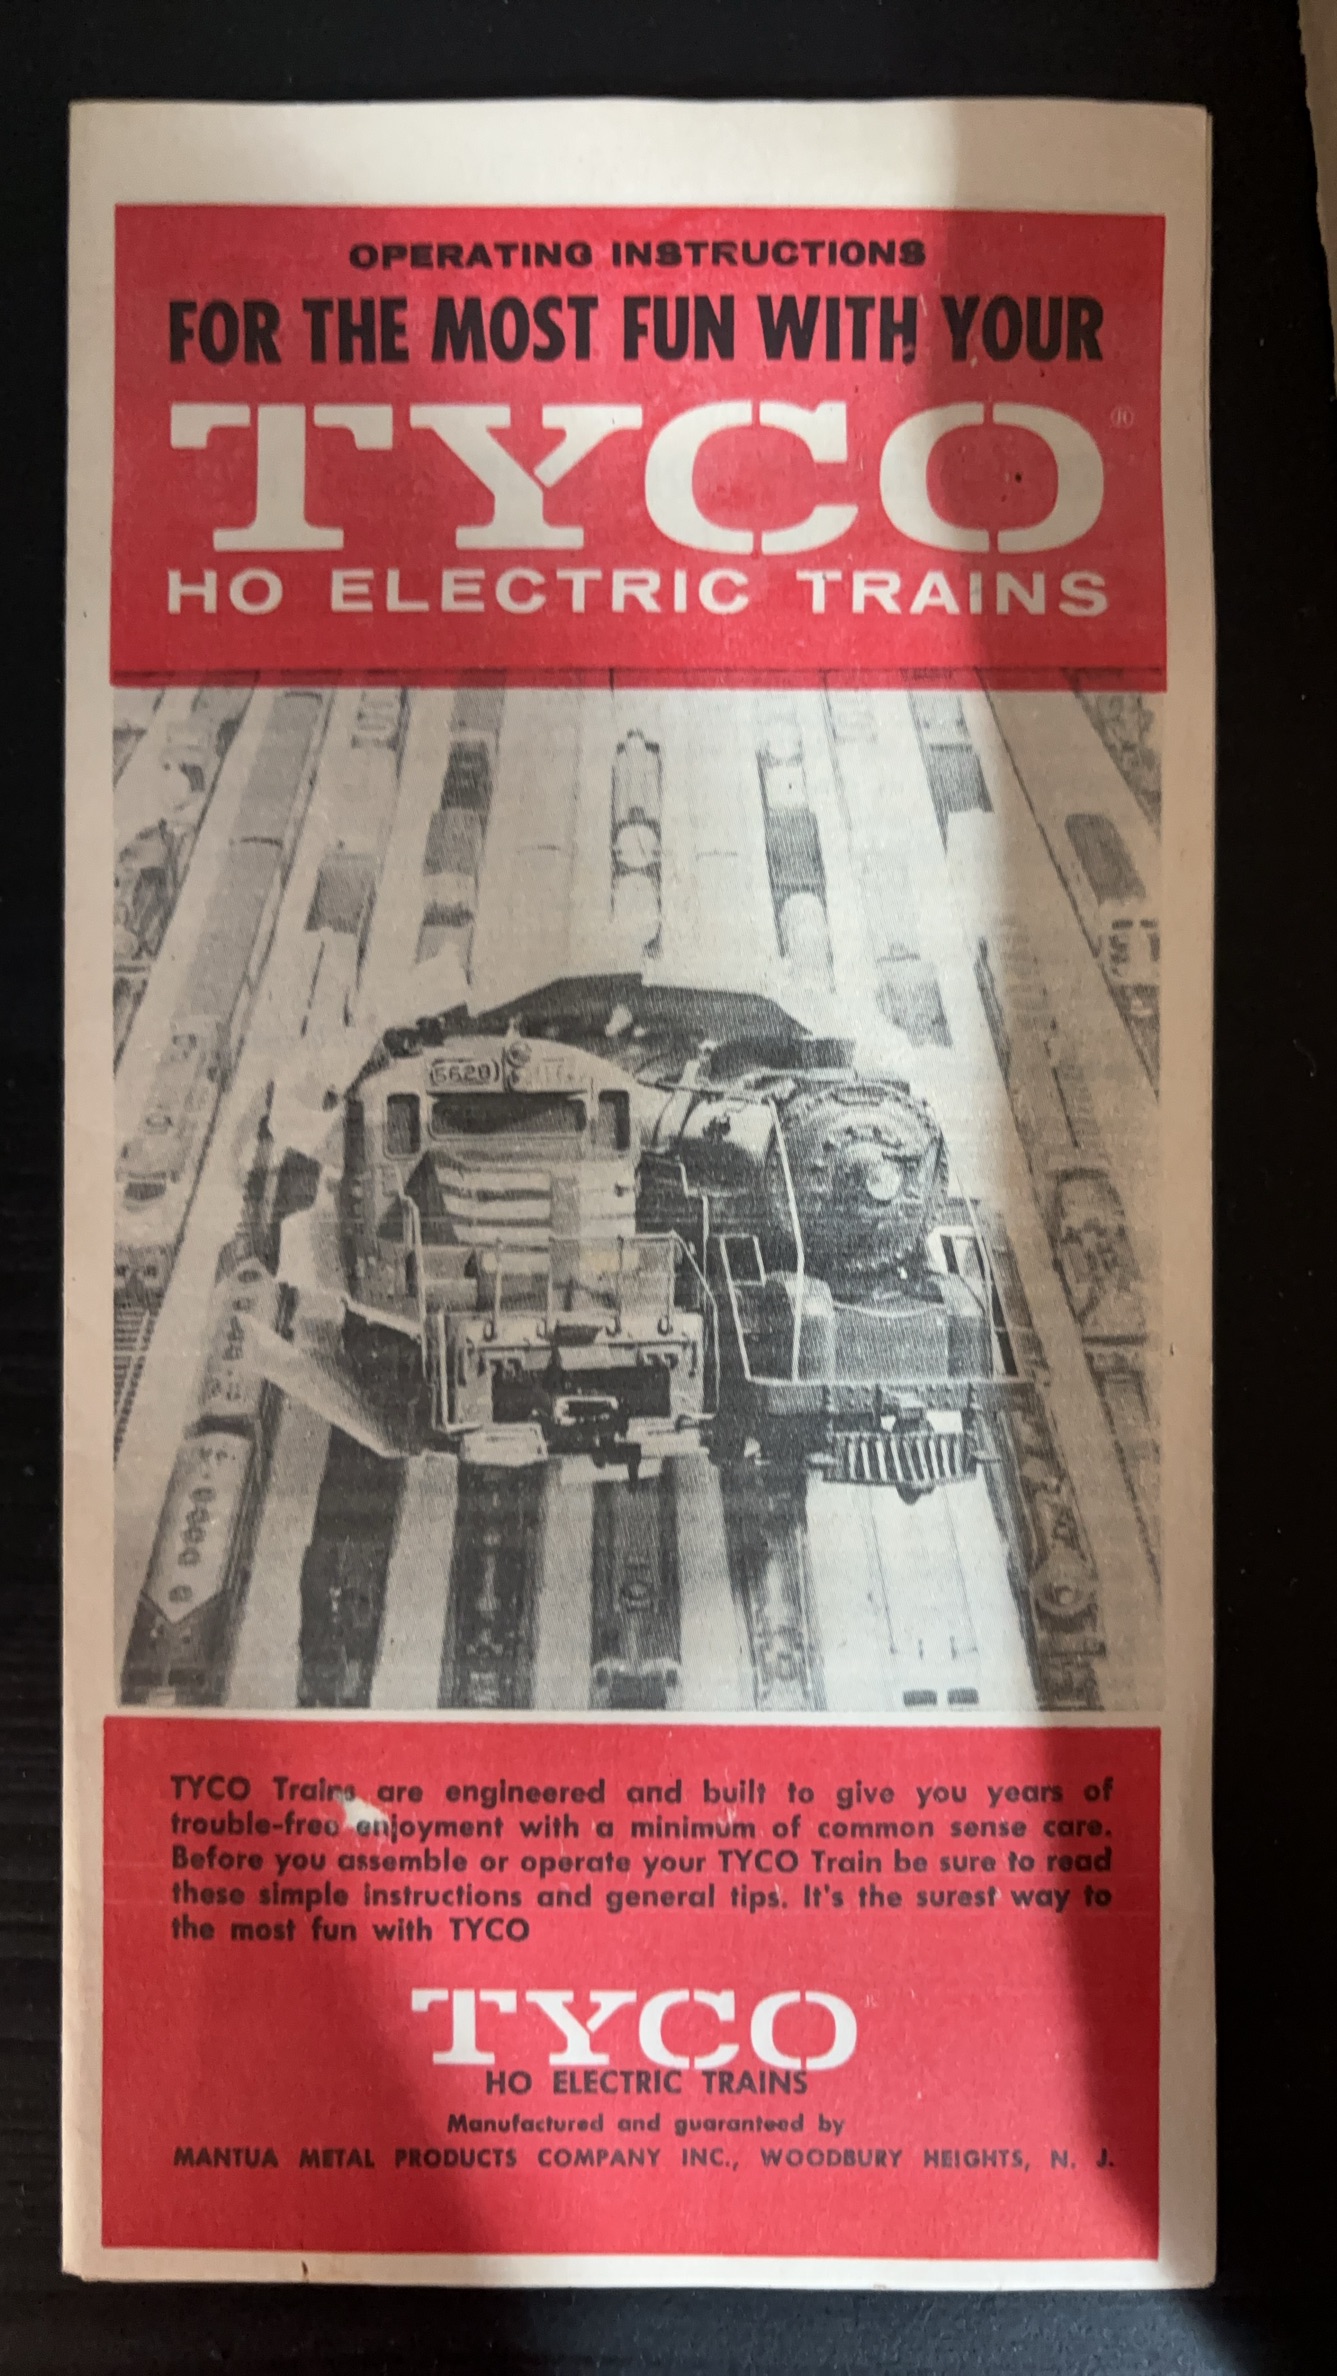 OPERATING INSTRUCTIONS
FOR THE MOST FUN WITH YOUR
TYCO®
HO ELECTRIC TRAINS
TYCO Trains are engineered and built to give you years of
trouble-free enjoyment with a minimum of common sense care.
Before you assemble or operate your TYCO Train be sure to read
these simple instructions and general tips. It's the surest way to
the most fun with TYCO
TYCO®
HO ELECTRIC TRAINS
Manufactured and guaranteed by
MANTUA METAL PRODUCTS COMPANY INC., WOODBURY HEIGHTS, N. J.